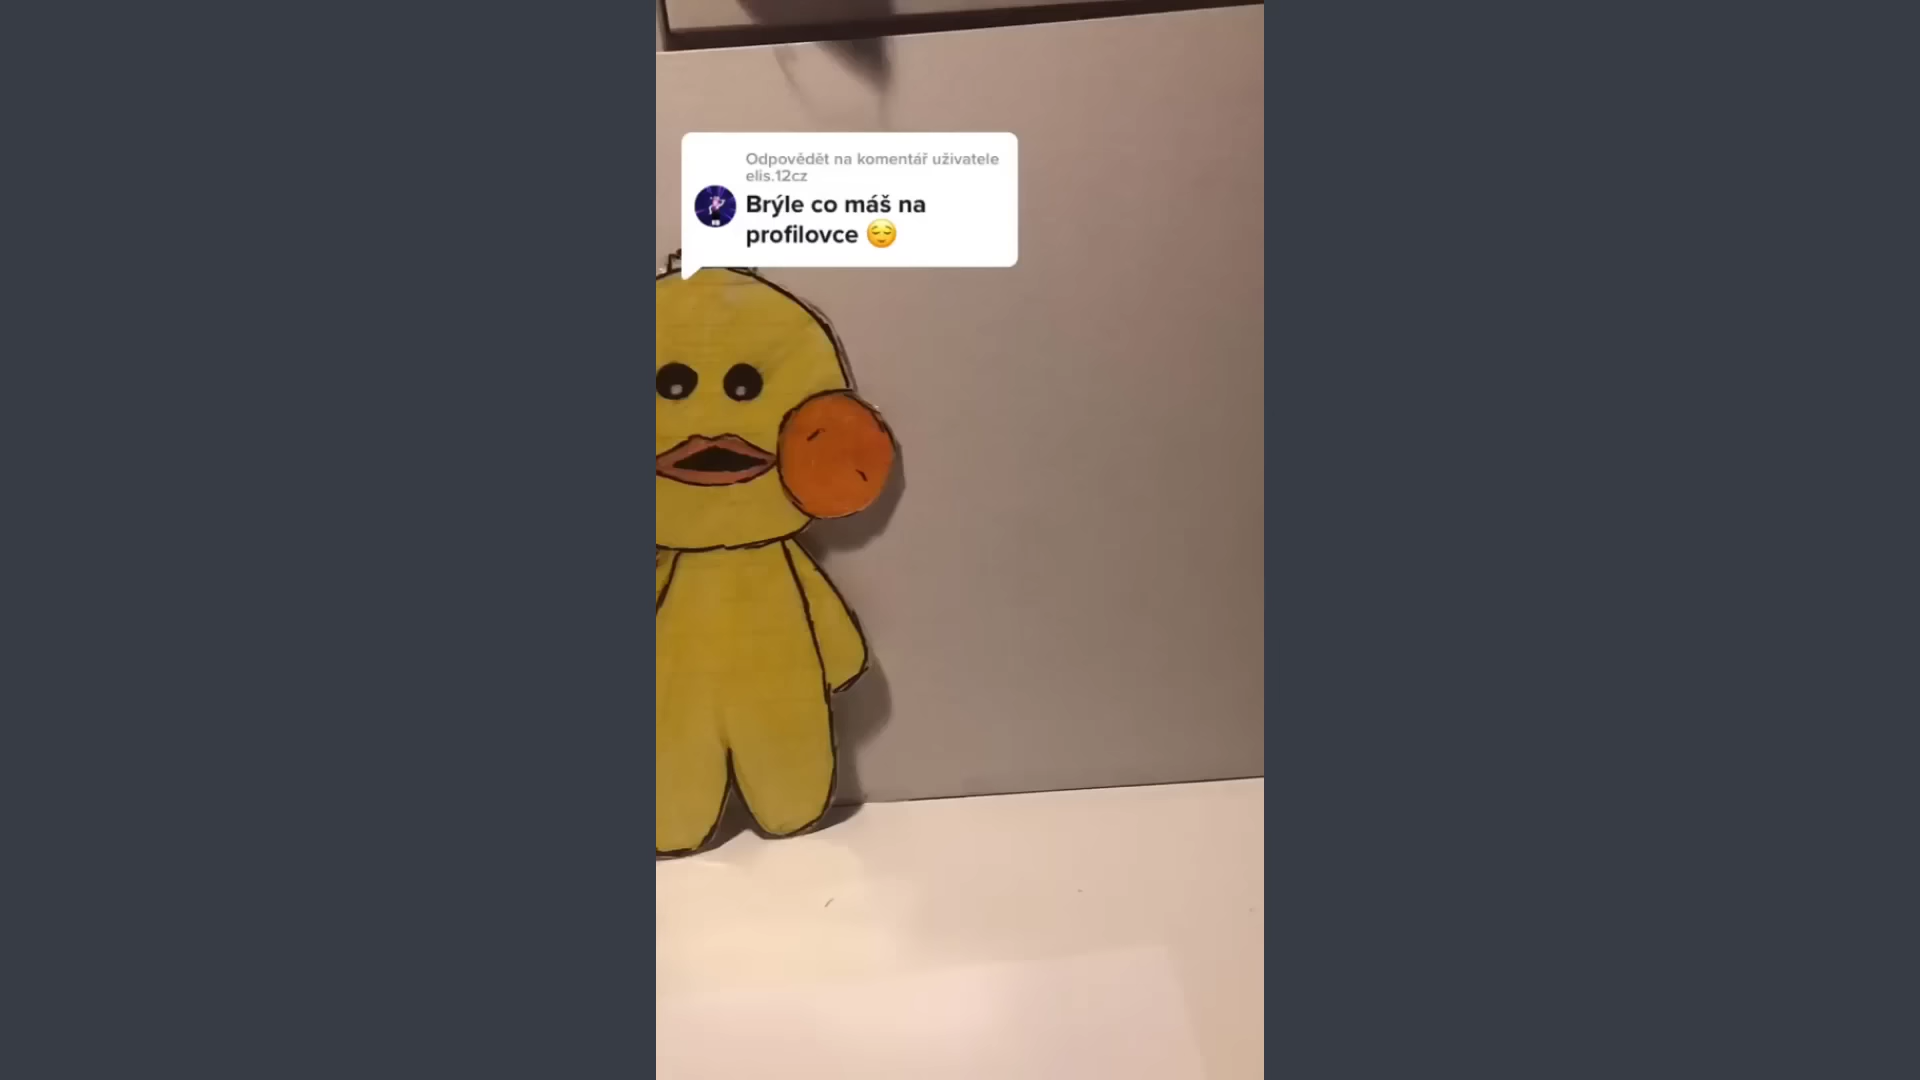 Odpovědět na komentář uživatele
elis.12cz
Brýle co máš na
profilovce 😌